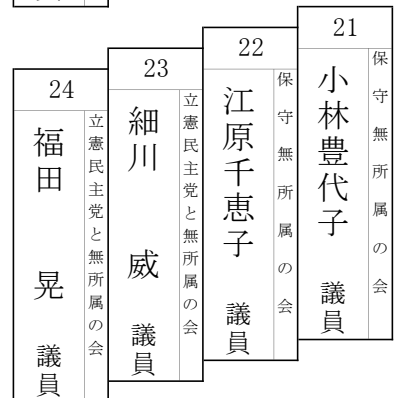 21
保守無所属の会
小林豊代子 議員
22
保守無所属の会
江原千恵子 議員
23
立憲民主党と無所属の会
細川 威 議員
24
立憲民主党と無所属の会
福田 晃 議員